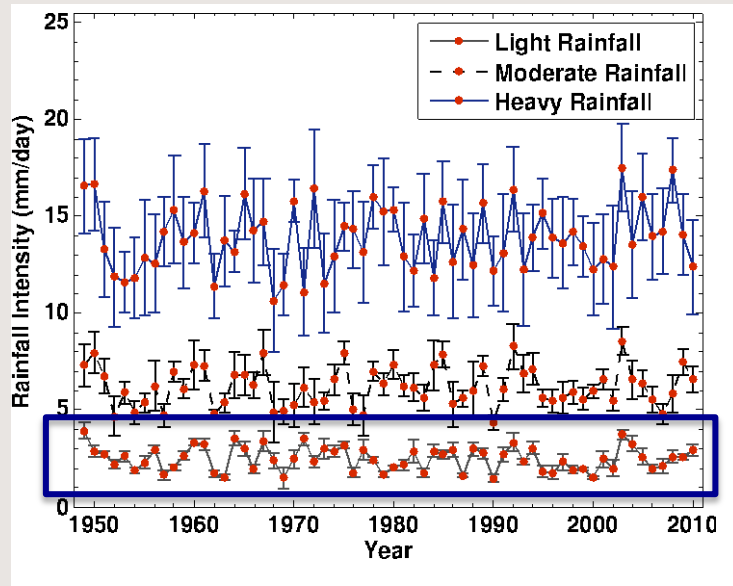 25
20
15
10
5
0
Rainfall Intensity (mm/day)
Light Rainfall
Moderate Rainfall
Heavy Rainfall
1950 1960 1970 1980 1990 2000 2010
Year